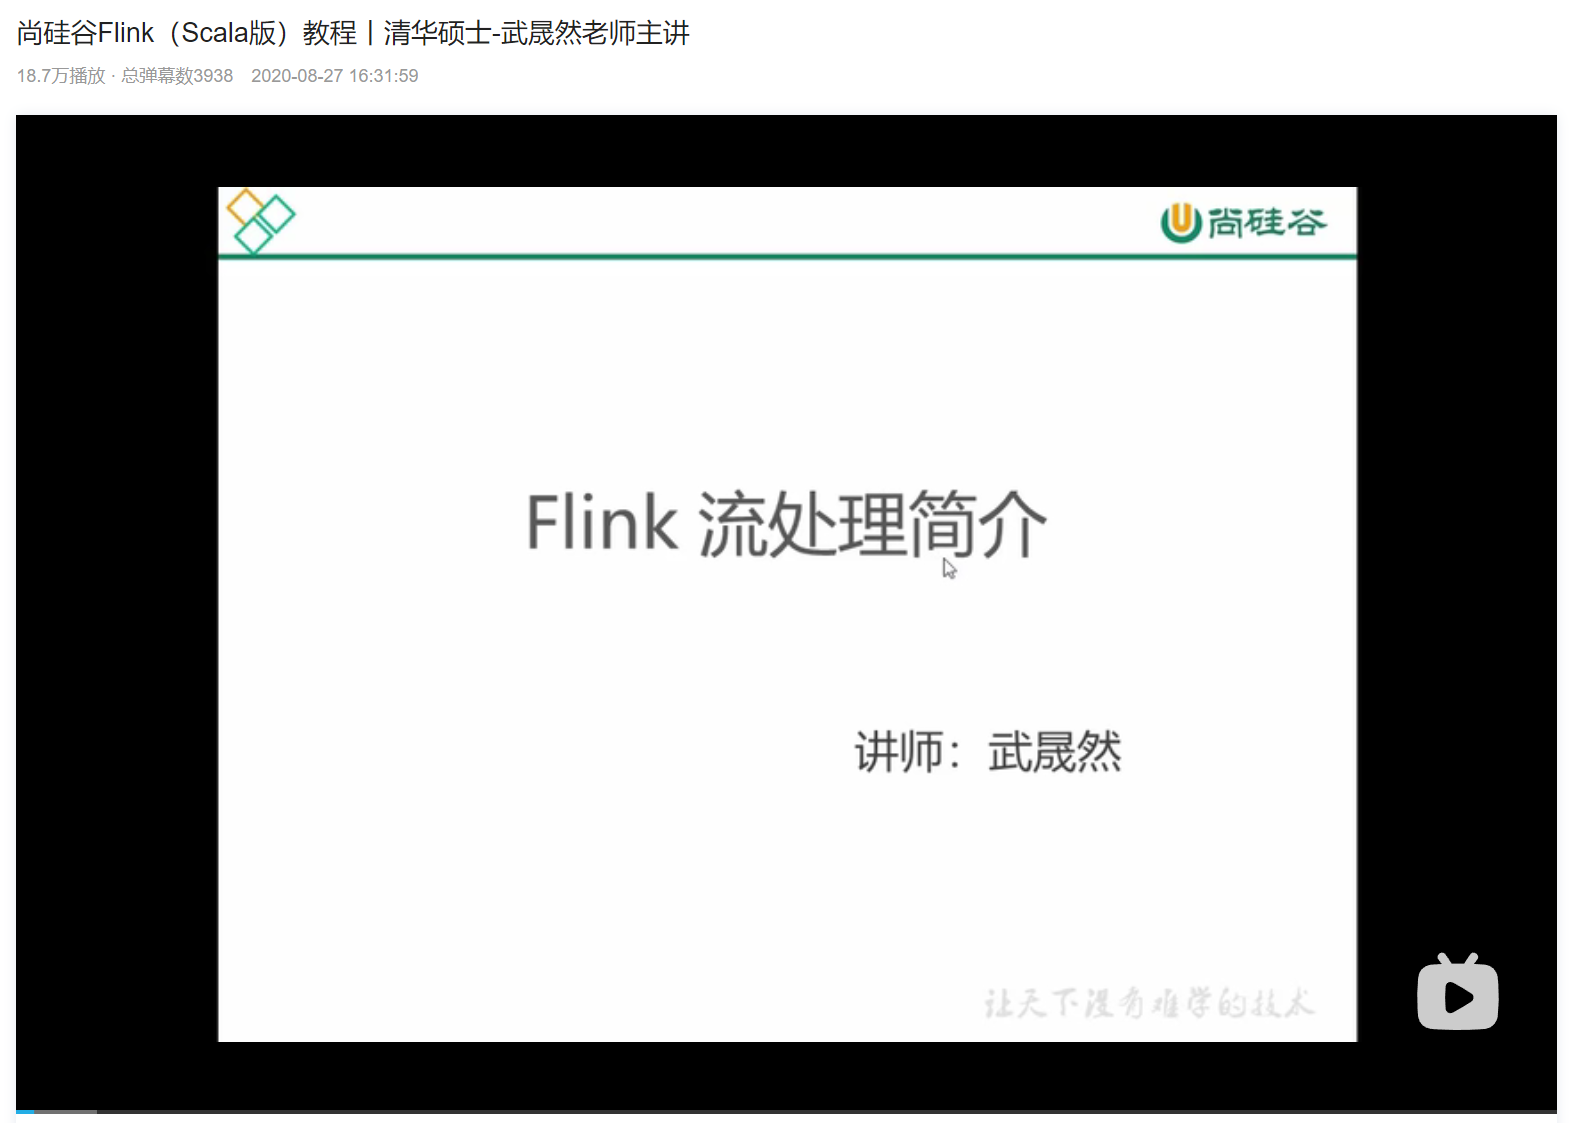 尚硅谷Flink（Scala版）教程丨清华硕士-武晟然老师主讲
18.7万播放 · 总弹幕数3938 2020-08-27 16:31:59
尚硅谷
Flink 流处理简介
讲师：武晟然
让天下没有难学的技术